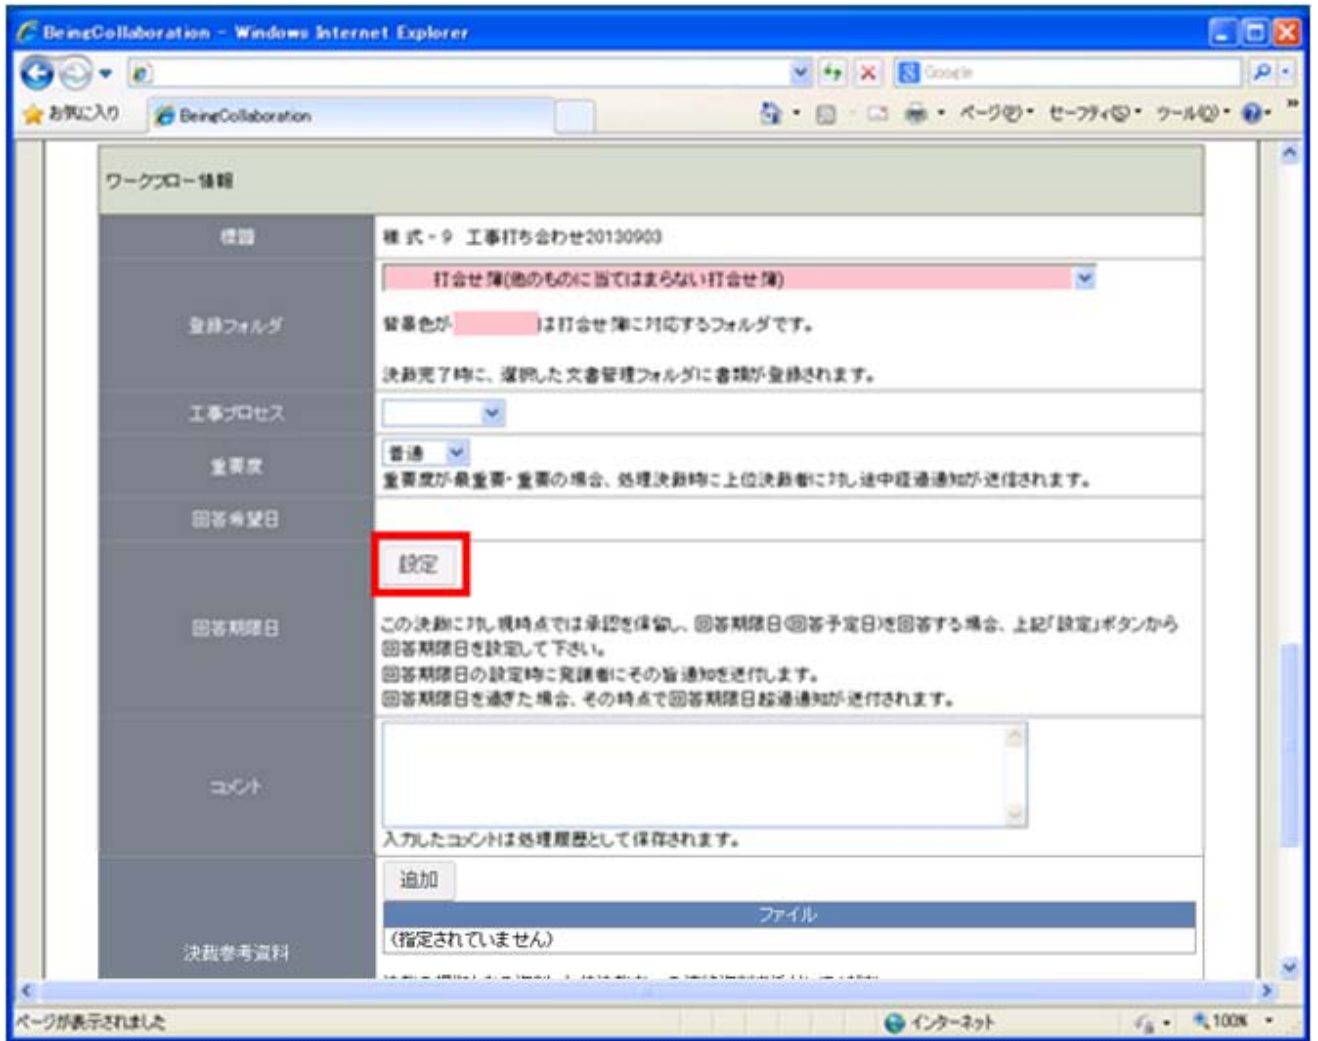 BeingCollaboration - Windows Internet Explorer
Google
お気に入り
BeingCollaboration
ページ(P)
セーフティ(S)
ツール(O)
ワークフロー情報
標題
様式-9 工事打ち合わせ20130903
登録フォルダ
打合せ簿(他のものに当てはまらない打合せ簿)
背景色が
は打合せ簿に対応するフォルダです。
決裁完了時に、選択した文書管理フォルダに書類が登録されます。
工事プロセス
重要度
普通
重要度が最重要・重要の場合、処理決裁時に上位決裁者に対し途中経過通知が送信されます。
回答希望日
回答期限日
設定
この決裁に対し現時点では承認を保留し、回答期限日(回答予定日)を回答する場合、上記「設定」ボタンから
回答期限日を設定して下さい。
回答期限日の設定時に発議者にその旨通知を送付します。
回答期限日を過ぎた場合、その時点で回答期限日超過通知が送付されます。
コメント
入力したコメントは処理履歴として保存されます。
決裁参考資料
追加
ファイル
(指定されていません)
ページが表示されました
インターネット
100%